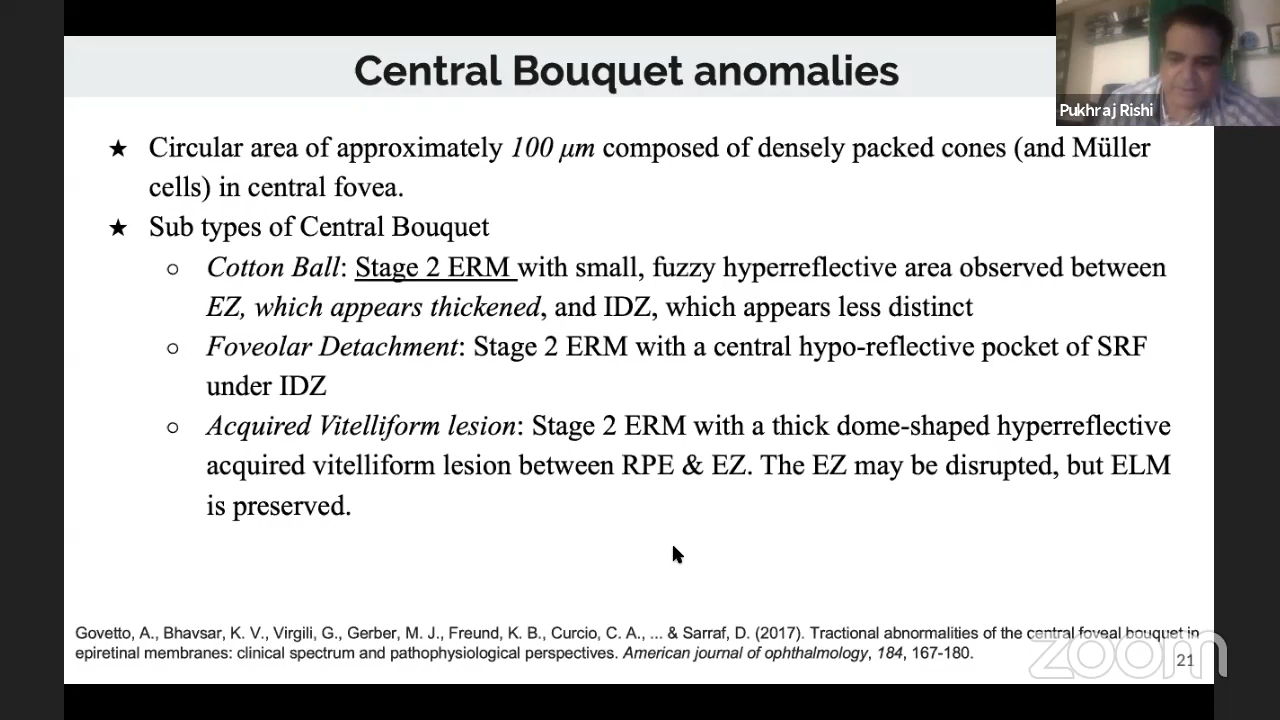 Central Bouquet anomalies
Pukhraj Rishi
★ Circular area of approximately 100 μm composed of densely packed cones (and Müller
cells) in central fovea.
★ Sub types of Central Bouquet
○ Cotton Ball: Stage 2 ERM with small, fuzzy hyperreflective area observed between
EZ, which appears thickened, and IDZ, which appears less distinct
○ Foveolar Detachment: Stage 2 ERM with a central hypo-reflective pocket of SRF
under IDZ
○ Acquired Vitelliform lesion: Stage 2 ERM with a thick dome-shaped hyperreflective
acquired vitelliform lesion between RPE & EZ. The EZ may be disrupted, but ELM
is preserved.
Govetto, A., Bhavsar, K. V., Virgili, G., Gerber, M. J., Freund, K. B., Curcio, C. A., ... & Sarraf, D. (2017). Tractional abnormalities of the central foveal bouquet in
epiretinal membranes: clinical spectrum and pathophysiological perspectives. American journal of ophthalmology, 184, 167-180.
zoom
21